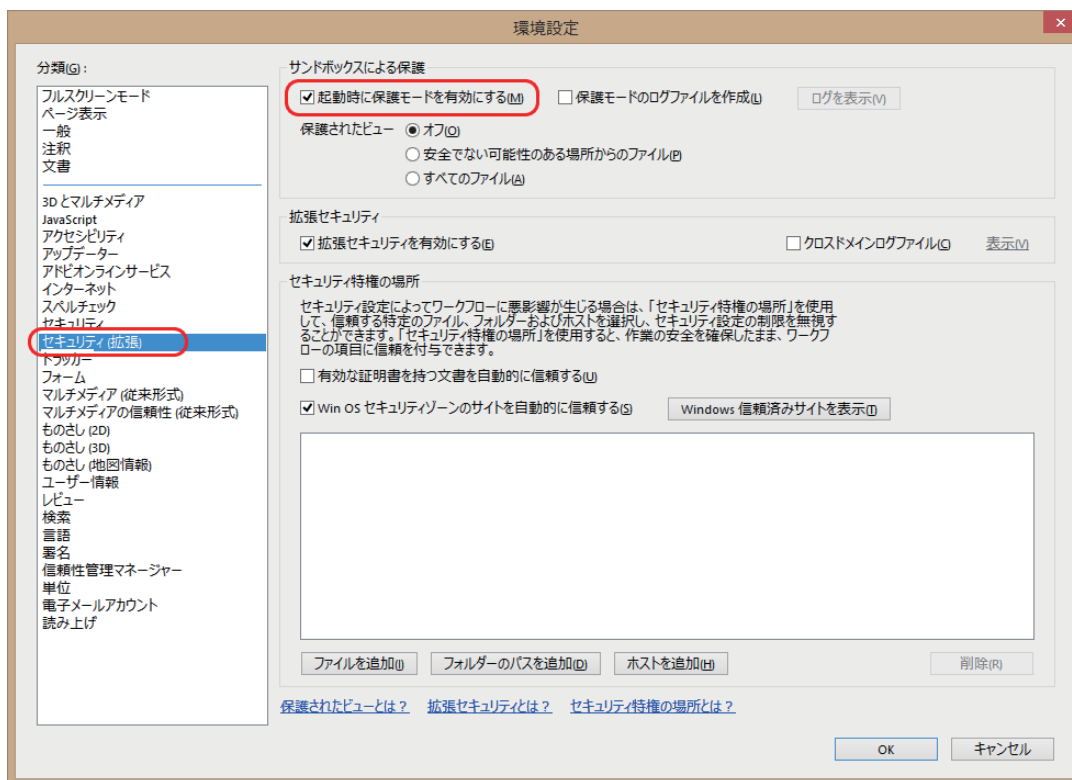 環境設定
分類(G):
フルスクリーンモード
ページ表示
一般
注釈
文書
3D とマルチメディア
JavaScript
アクセシビリティ
アップデーター
アドビオンラインサービス
インターネット
スペルチェック
セキュリティ
セキュリティ (拡張)
トラッカー
フォーム
マルチメディア (従来形式)
マルチメディアの信頼性 (従来形式)
ものさし (2D)
ものさし (3D)
ものさし (地図情報)
ユーザー情報
レビュー
検索
言語
署名
信頼性管理マネージャー
単位
電子メールアカウント
読み上げ
サンドボックスによる保護
起動時に保護モードを有効にする(M) 保護モードのログファイルを作成(L) ログを表示(V)
保護されたビュー オフ(O)
安全でない可能性のある場所からのファイル(P)
すべてのファイル(A)
拡張セキュリティ
拡張セキュリティを有効にする(E) クロスドメインログファイル(C) 表示(V)
セキュリティ特権の場所
セキュリティ設定によってワークフローに悪影響が生じる場合は、「セキュリティ特権の場所」を使用
して、信頼する特定のファイル、フォルダーおよびホストを選択し、セキュリティ設定の制限を無視す
ることができます。「セキュリティ特権の場所」を使用すると、作業の安全を確保したまま、ワークフ
ローの項目に信頼を付与できます。
有効な証明書を持つ文書を自動的に信頼する(U)
Win OS セキュリティゾーンのサイトを自動的に信頼する(S) Windows 信頼済みサイトを表示(T)
ファイルを追加(I) フォルダーのパスを追加(D) ホストを追加(H) 削除(R)
保護されたビューとは? 拡張セキュリティとは? セキュリティ特権の場所とは?
OK キャンセル